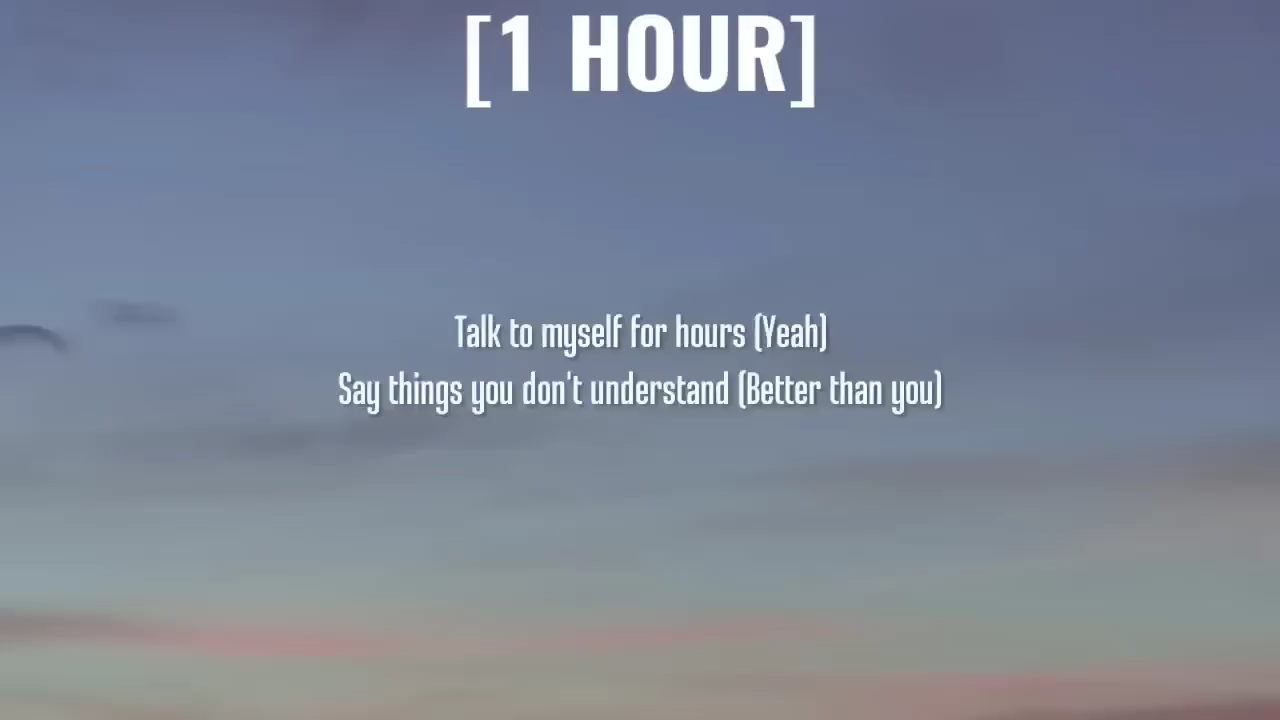 [1 HOUR]
Talk to myself for hours (Yeah)
Say things you don't understand (Better than you)